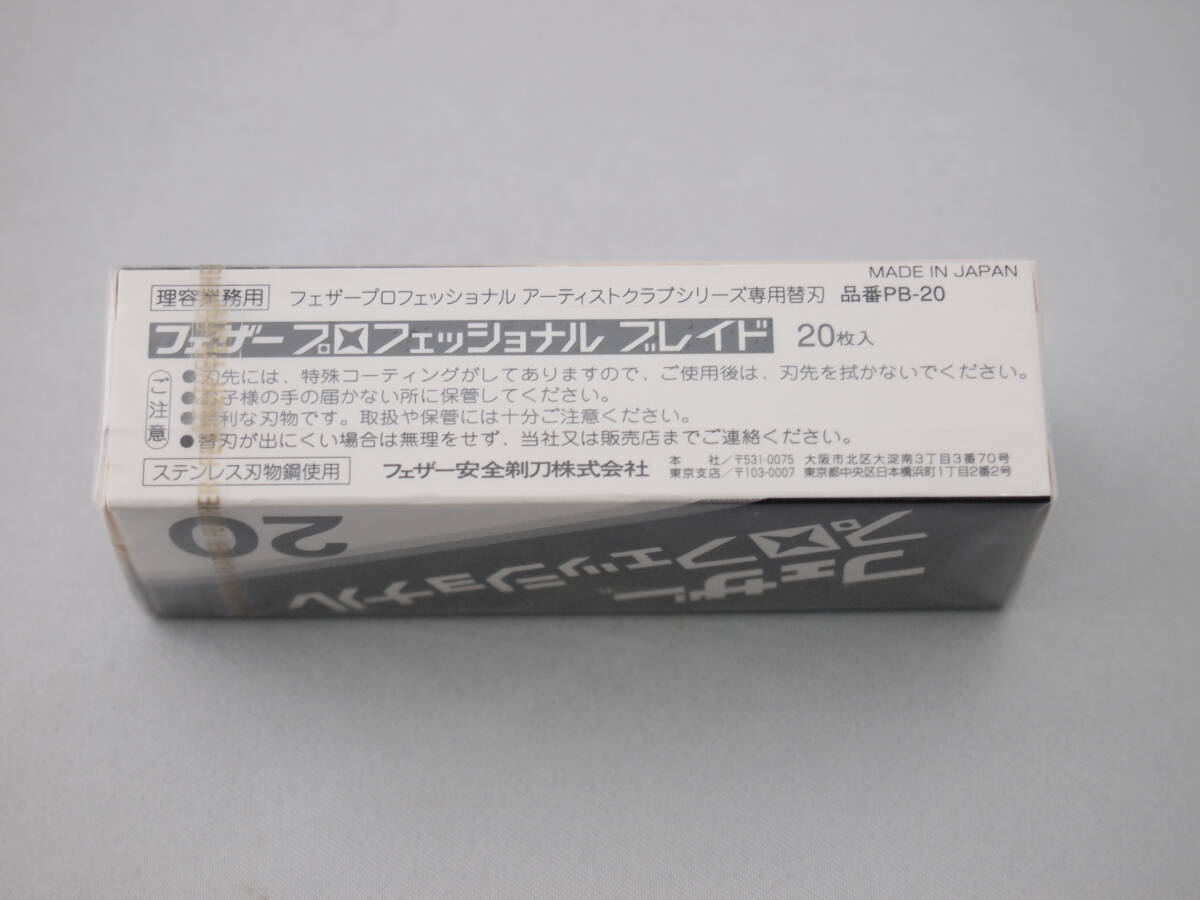 MADE IN JAPAN
理容業務用 フェザープロフェッショナル アーティストクラブシリーズ専用替刃 品番PB-20
フェザー プロフェッショナル ブレイド 20枚入
ご注意
●刃先には、特殊コーティングがしてありますので、ご使用後は、刃先を拭かないでください。
●お子様の手の届かない所に保管してください。
●鋭利な刃物です。取扱や保管には十分ご注意ください。
●替刃が出にくい場合は無理をせず、当社又は販売店までご連絡ください。
ステンレス刃物鋼使用 フェザー安全剃刀株式会社
本 社/〒531-0075 大阪市北区大淀南3丁目3番70号
東京支店/〒103-0007 東京都中央区日本橋浜町1丁目2番2号
フェザー
プロフェッショナル
20